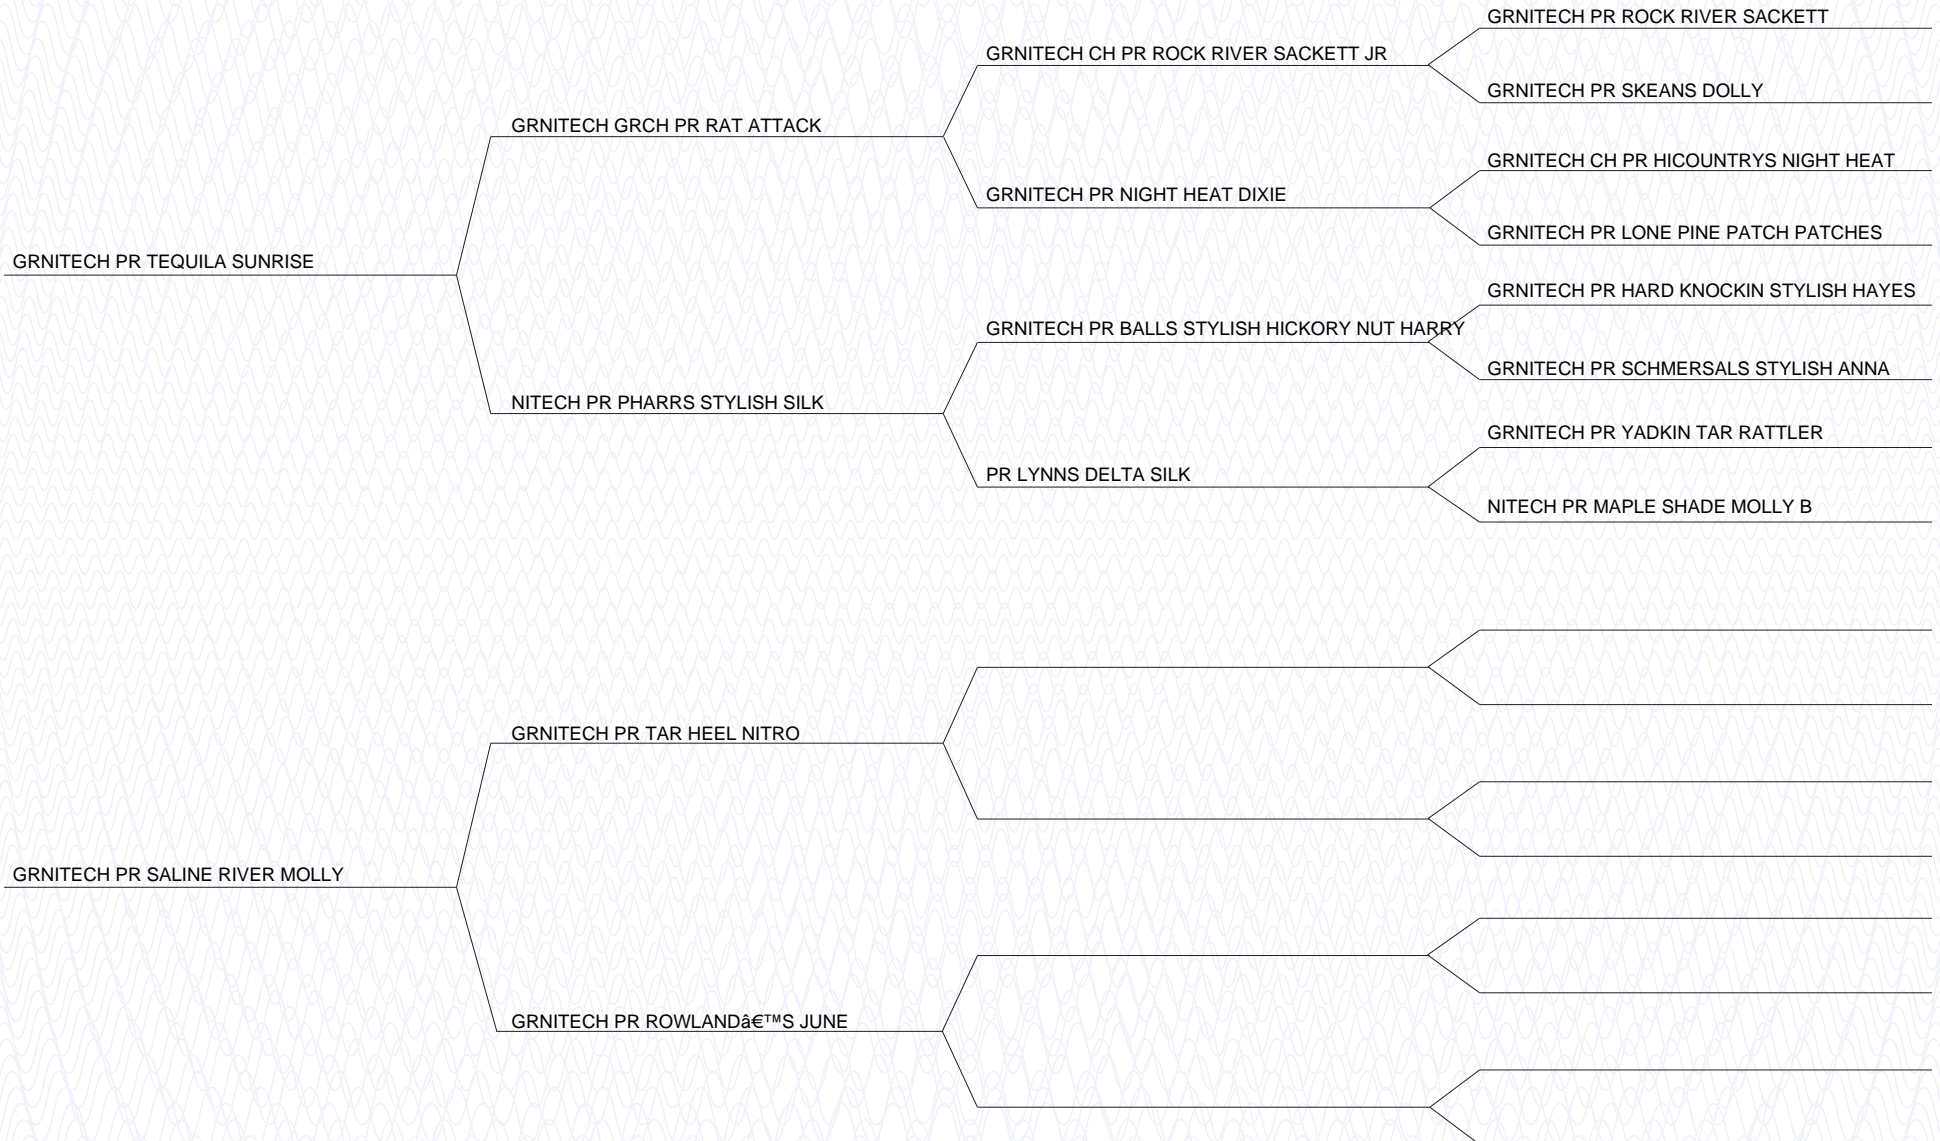 GRNITECH PR ROCK RIVER SACKETT
GRNITECH CH PR ROCK RIVER SACKETT JR
GRNITECH PR SKEANS DOLLY
GRNITECH GRCH PR RAT ATTACK
GRNITECH CH PR HICOUNTRYS NIGHT HEAT
GRNITECH PR NIGHT HEAT DIXIE
GRNITECH PR LONE PINE PATCH PATCHES
GRNITECH PR TEQUILA SUNRISE
GRNITECH PR HARD KNOCKIN STYLISH HAYES
GRNITECH PR BALLS STYLISH HICKORY NUT HARRY
GRNITECH PR SCHMERSALS STYLISH ANNA
NITECH PR PHARRS STYLISH SILK
GRNITECH PR YADKIN TAR RATTLER
PR LYNNS DELTA SILK
NITECH PR MAPLE SHADE MOLLY B
GRNITECH PR TAR HEEL NITRO
GRNITECH PR SALINE RIVER MOLLY
GRNITECH PR ROWLANDâ€™S JUNE